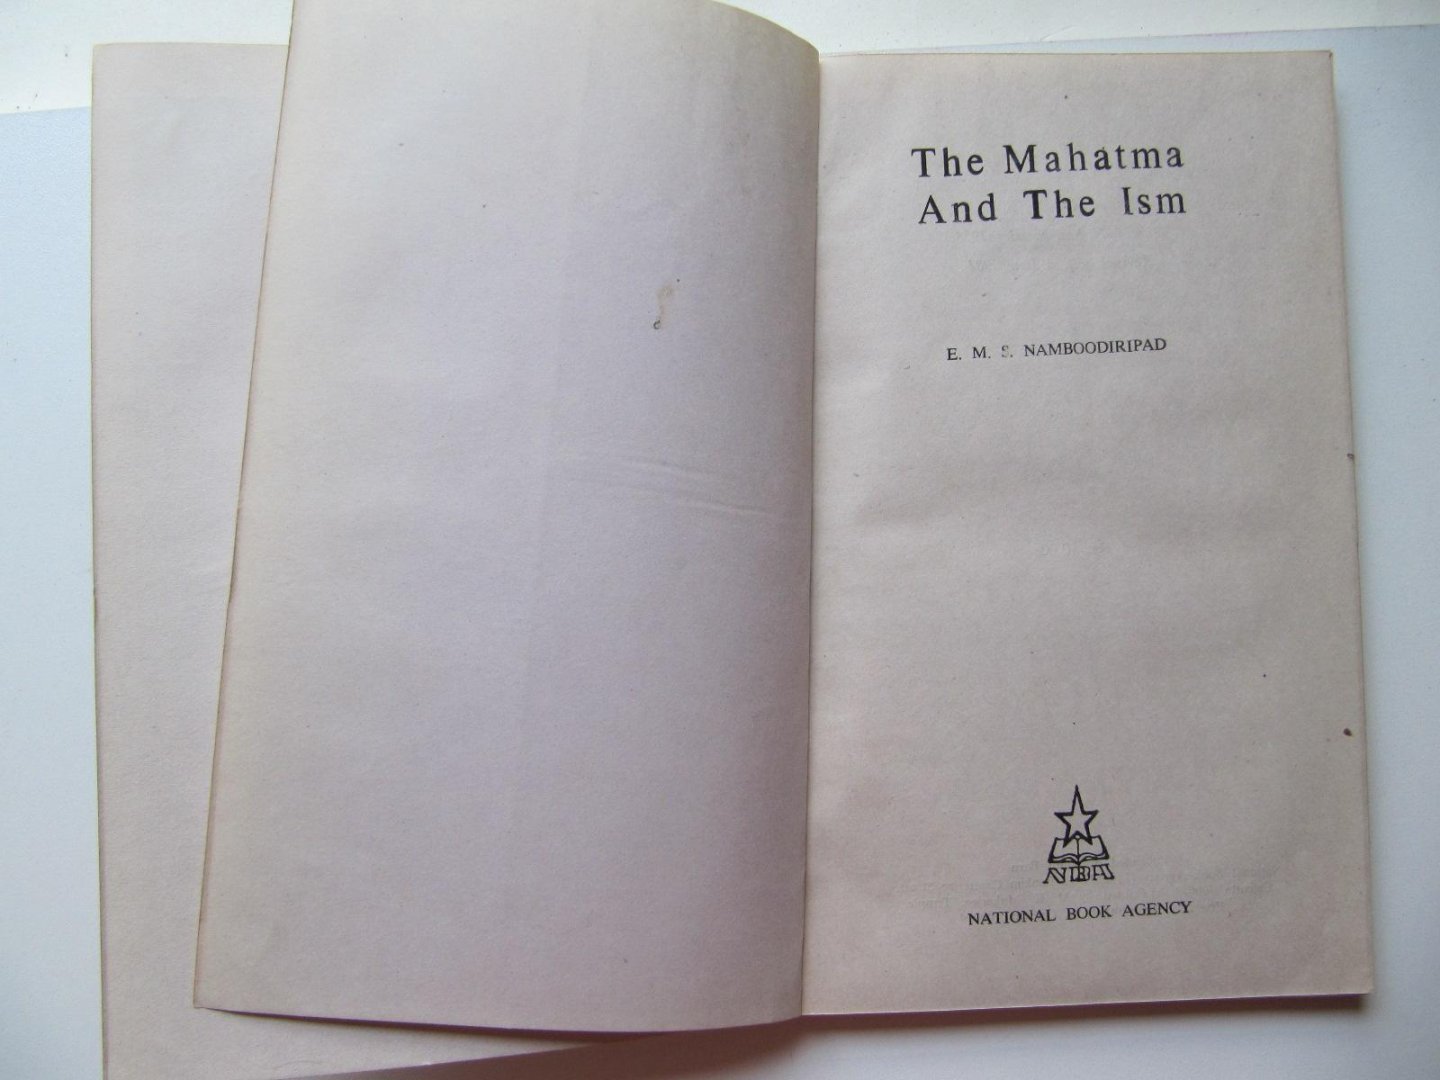 The Mahatma
And The Ism
E. M. S. NAMBOODIRIPAD
NBA
NATIONAL BOOK AGENCY